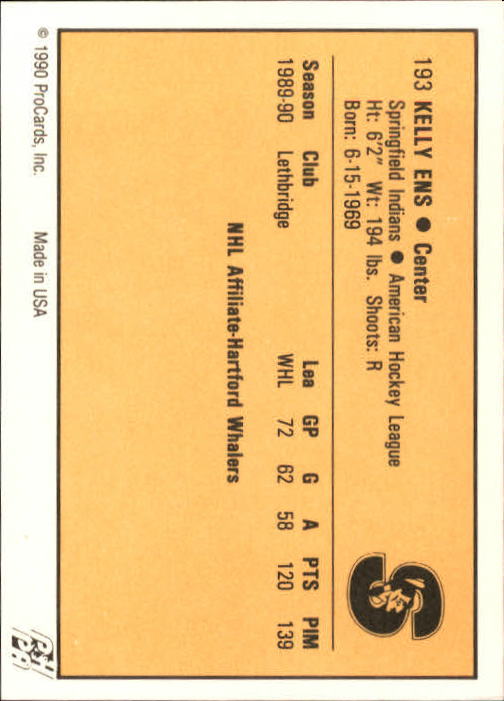 193 KELLY ENS ● Center
Springfield Indians ● American Hockey League
Ht: 6'2" Wt: 194 lbs. Shoots: R
Born: 6-15-1969
Season Club Lea GP G A PTS PIM
1989-90 Lethbridge WHL 72 62 58 120 139
NHL Affiliate-Hartford Whalers
© 1990 ProCards, Inc. Made in USA